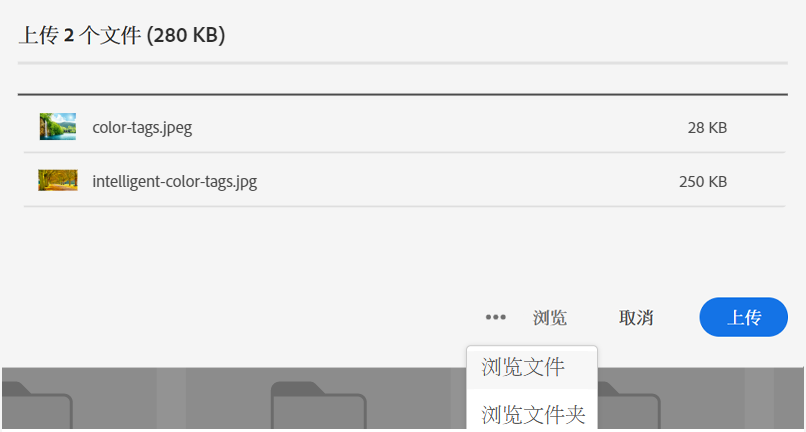 上传 2 个文件 (280 KB)
color-tags.jpeg 28 KB
intelligent-color-tags.jpg 250 KB
••• 浏览 取消 上传
浏览文件
浏览文件夹